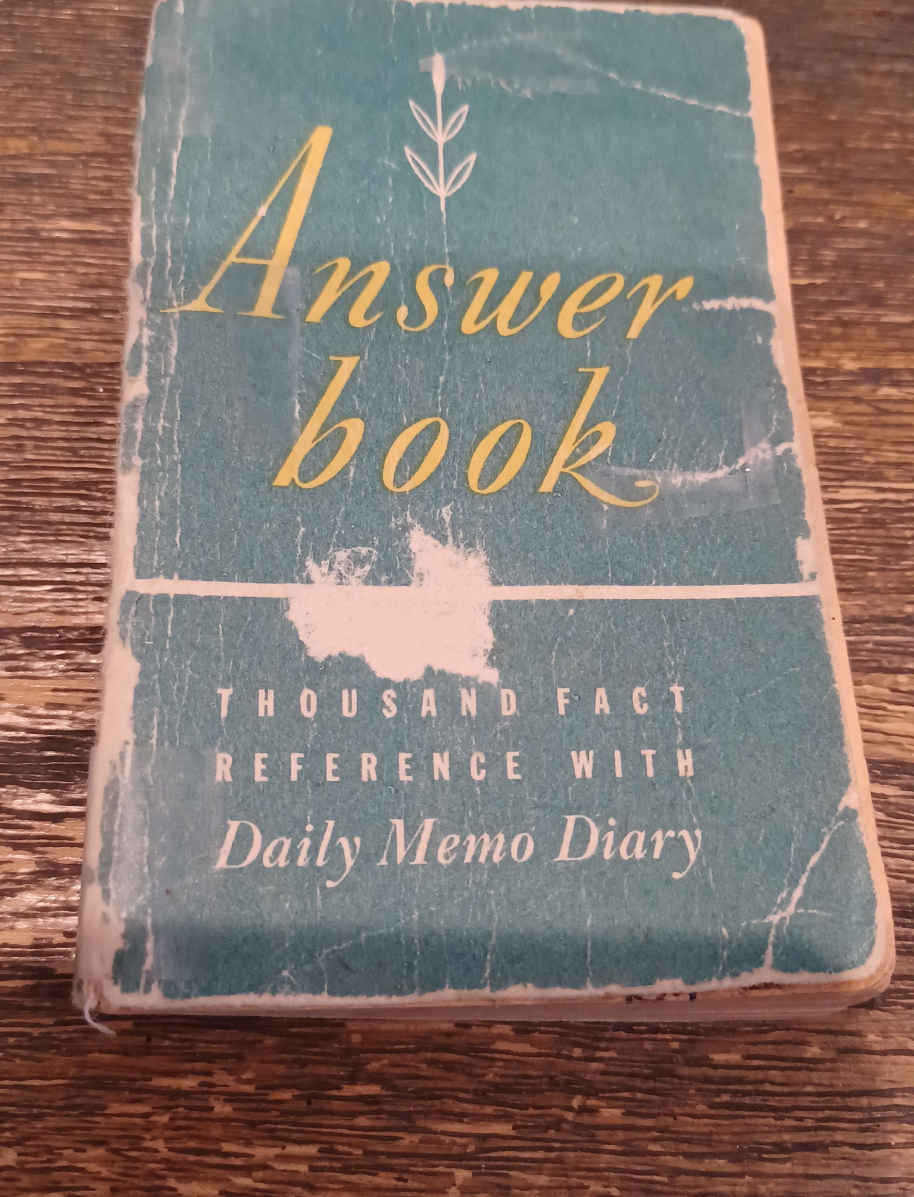 Answer
book
THOUSAND FACT
REFERENCE WITH
Daily Memo Diary